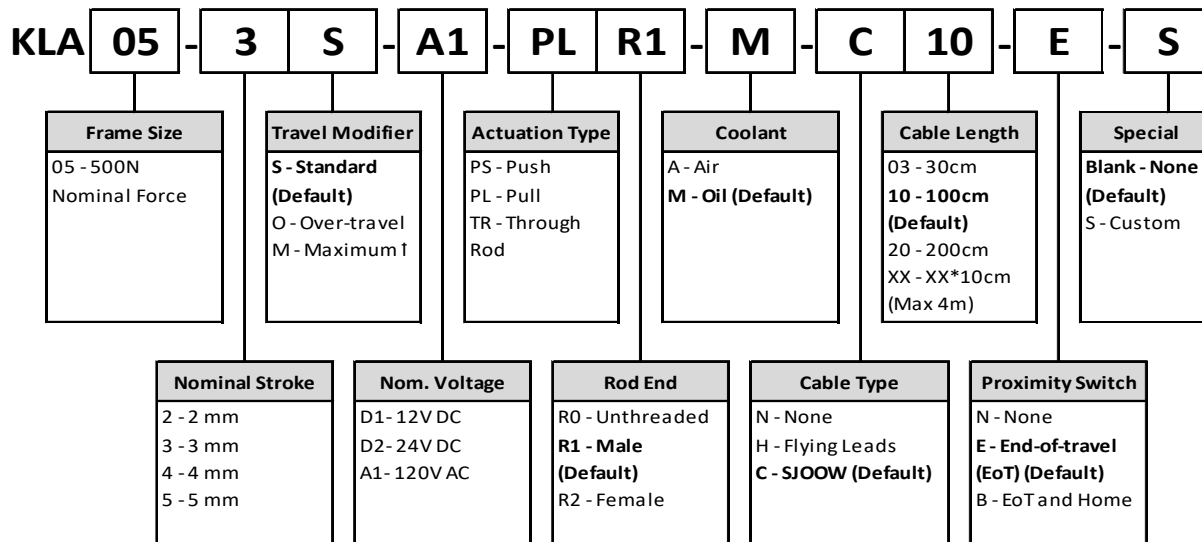 KLA 05 - 3 S - A1 - PL R1 - M - C 10 - E - S
Frame Size
05 - 500N
Nominal Force
Travel Modifier
S - Standard
(Default)
O - Over-travel
M - Maximum↑
Actuation Type
PS - Push
PL - Pull
TR - Through
Rod
Coolant
A - Air
M - Oil (Default)
Cable Length
03 - 30cm
10 - 100cm
(Default)
20 - 200cm
XX - XX*10cm
(Max 4m)
Special
Blank - None
(Default)
S - Custom
Nominal Stroke
2 - 2 mm
3 - 3 mm
4 - 4 mm
5 - 5 mm
Nom. Voltage
D1- 12V DC
D2- 24V DC
A1- 120V AC
Rod End
R0 - Unthreaded
R1 - Male
(Default)
R2 - Female
Cable Type
N - None
H - Flying Leads
C - SJOOW (Default)
Proximity Switch
N - None
E - End-of-travel
(EoT) (Default)
B - EoT and Home